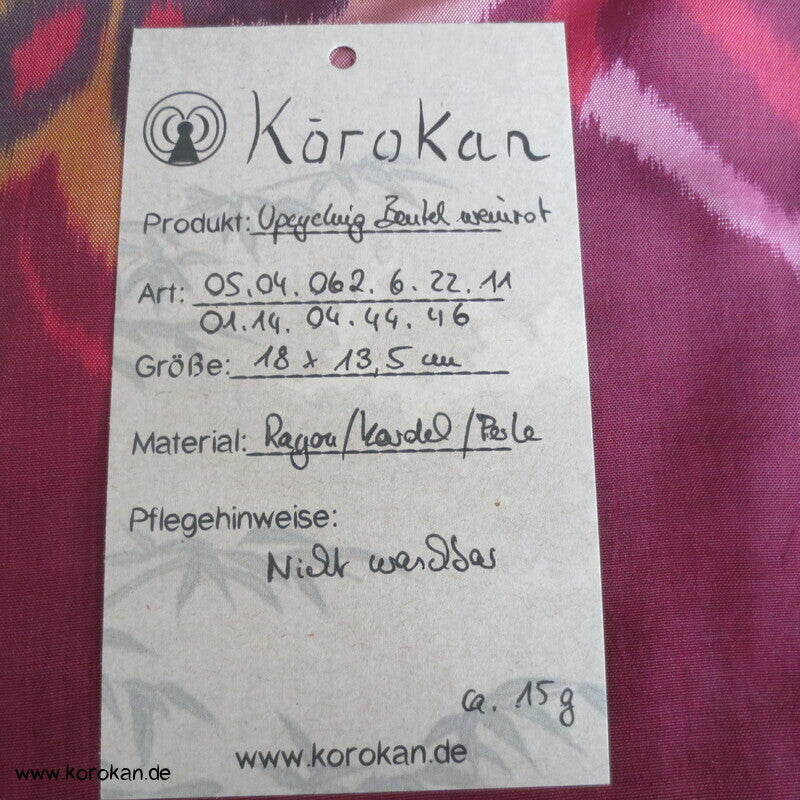 Kōrokan
Produkt: Upcycling Beutel weinrot
Art: 05.04.062.6.22.11
01.14.04.44.46
Größe: 18 x 13,5 cm
Material: Rayon/Kordel/Perle
Pflegehinweise:
Nicht waschbar
ca. 15 g
www.korokan.de
www.korokan.de